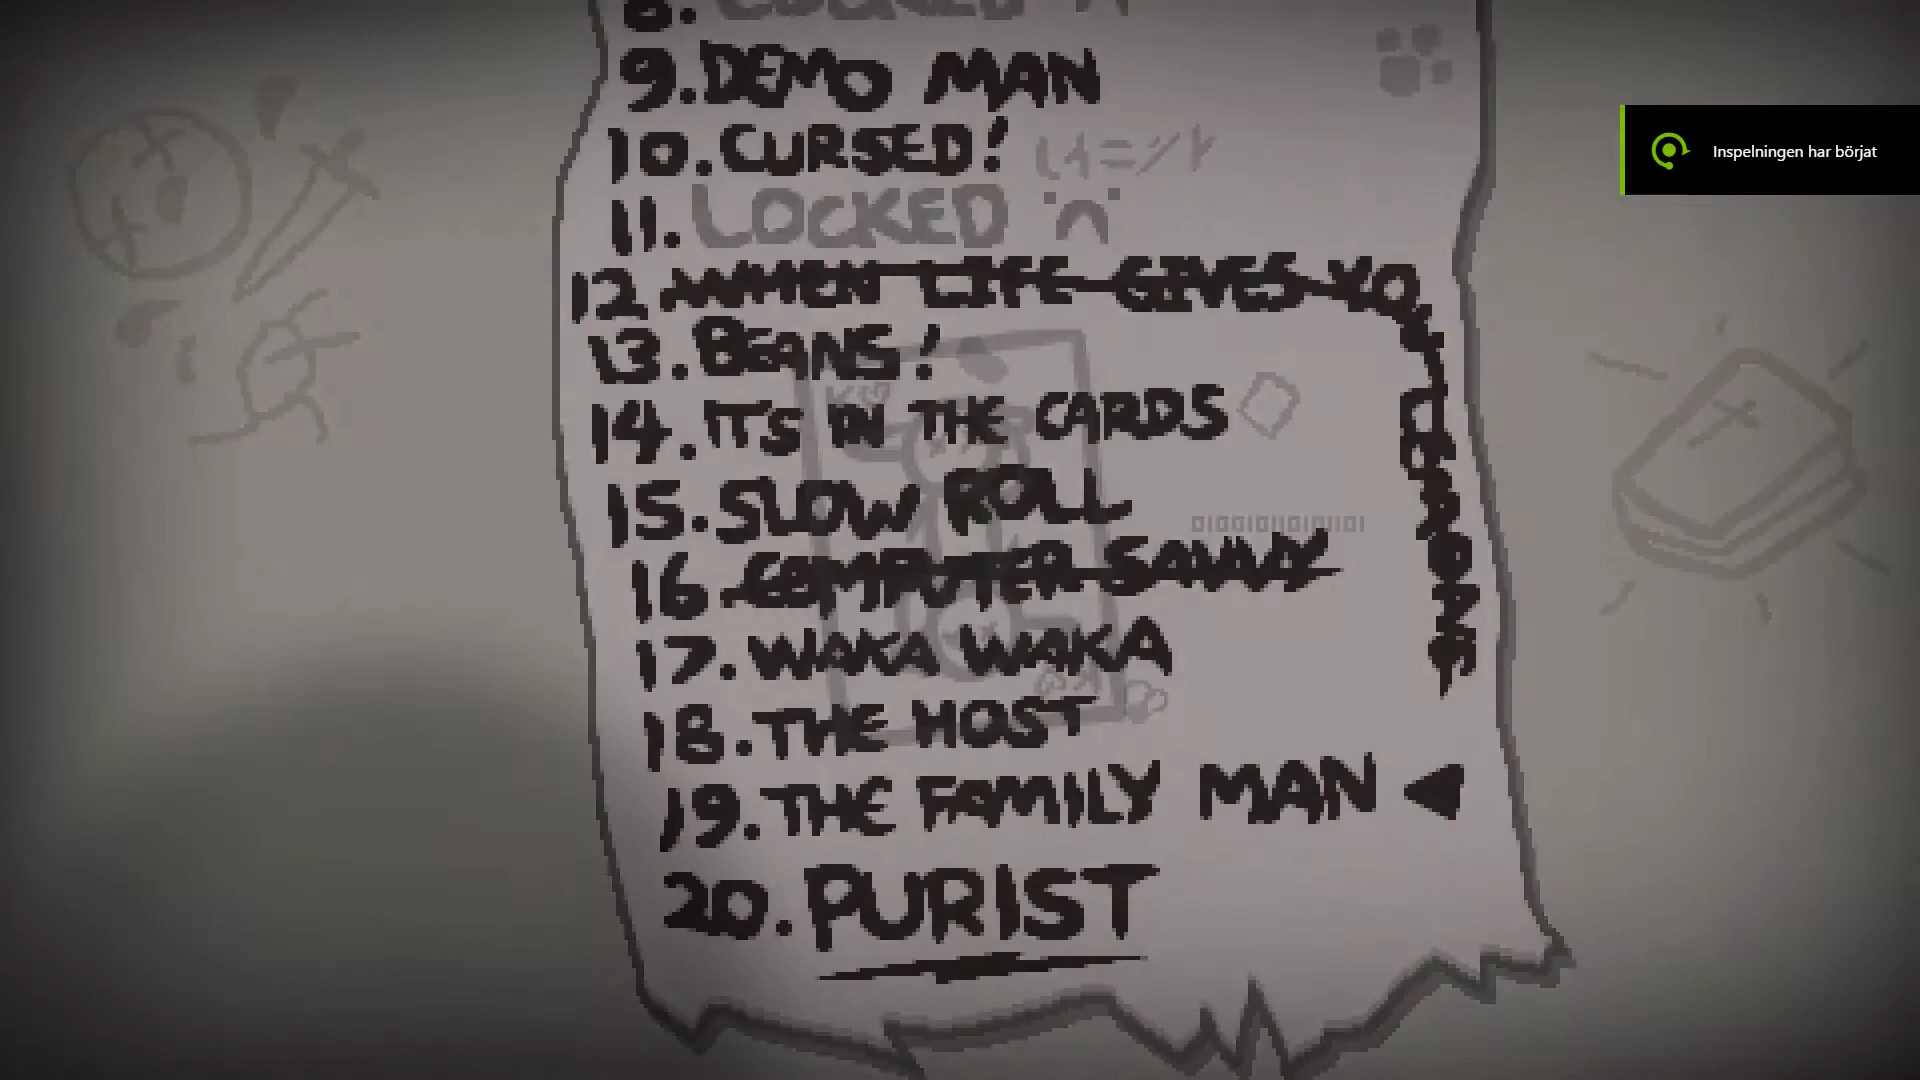 8. LOCKED
9. DEMO MAN
10. CURSED!
11. LOCKED
12 WHEN LIFE GIVES YOU LEMONS
13. BEANS!
14. IT'S IN THE CARDS
15. SLOW ROLL
16. COMPUTER SAVVY
17. WAKA WAKA
18. THE HOST
19. THE FAMILY MAN
20. PURIST
Inspelningen har börjat